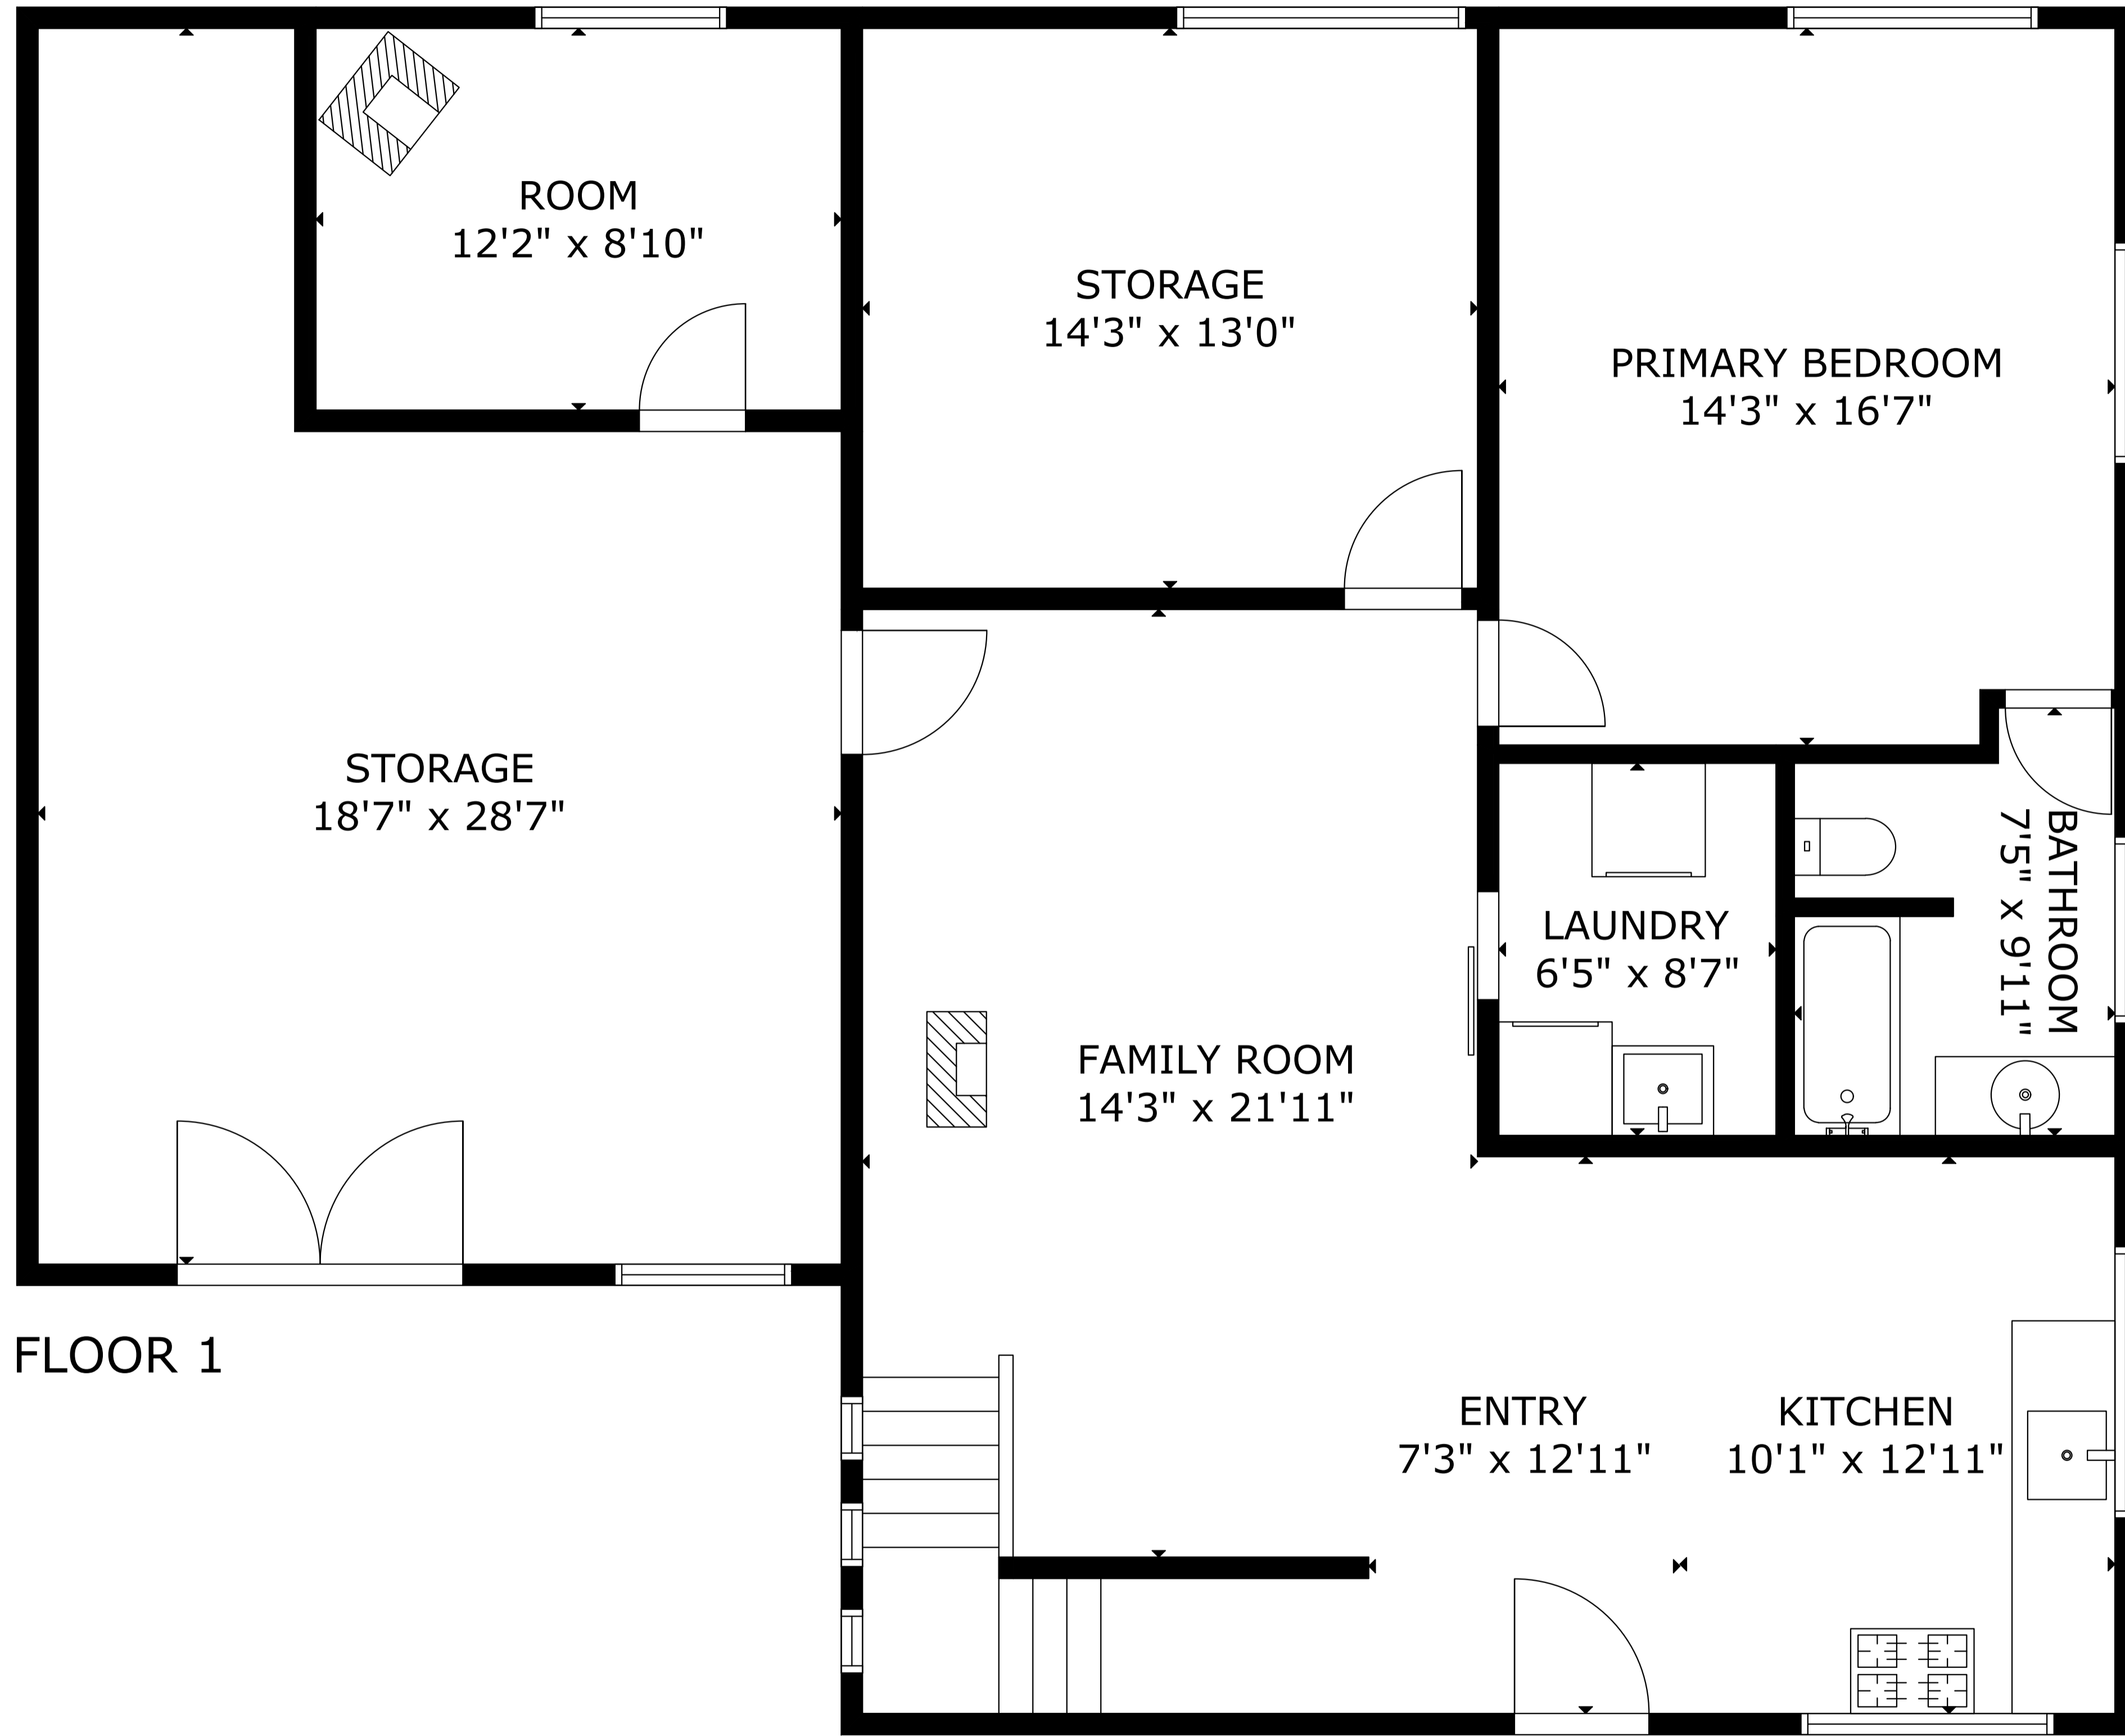 ROOM
12'2" x 8'10"
STORAGE
14'3" x 13'0"
PRIMARY BEDROOM
14'3" x 16'7"
STORAGE
18'7" x 28'7"
BATHROOM
7'5" x 9'11"
LAUNDRY
6'5" x 8'7"
FAMILY ROOM
14'3" x 21'11"
FLOOR 1
ENTRY
7'3" x 12'11"
KITCHEN
10'1" x 12'11"